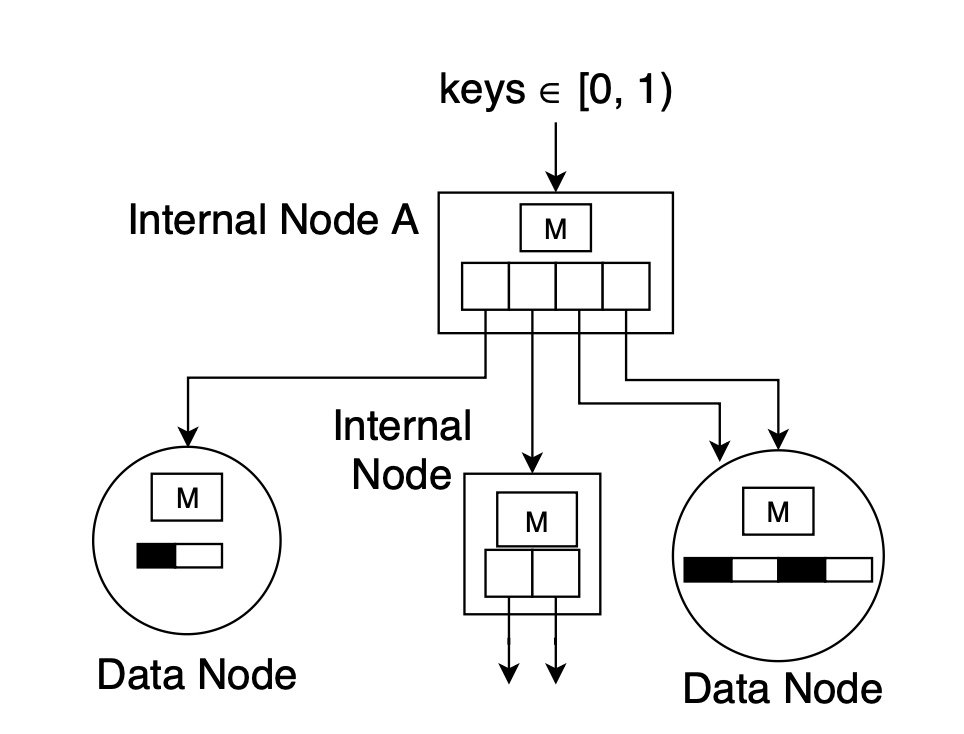 keys ∈ [0, 1)
Internal Node A
M
Internal
Node
M
M
M
Data Node
Data Node